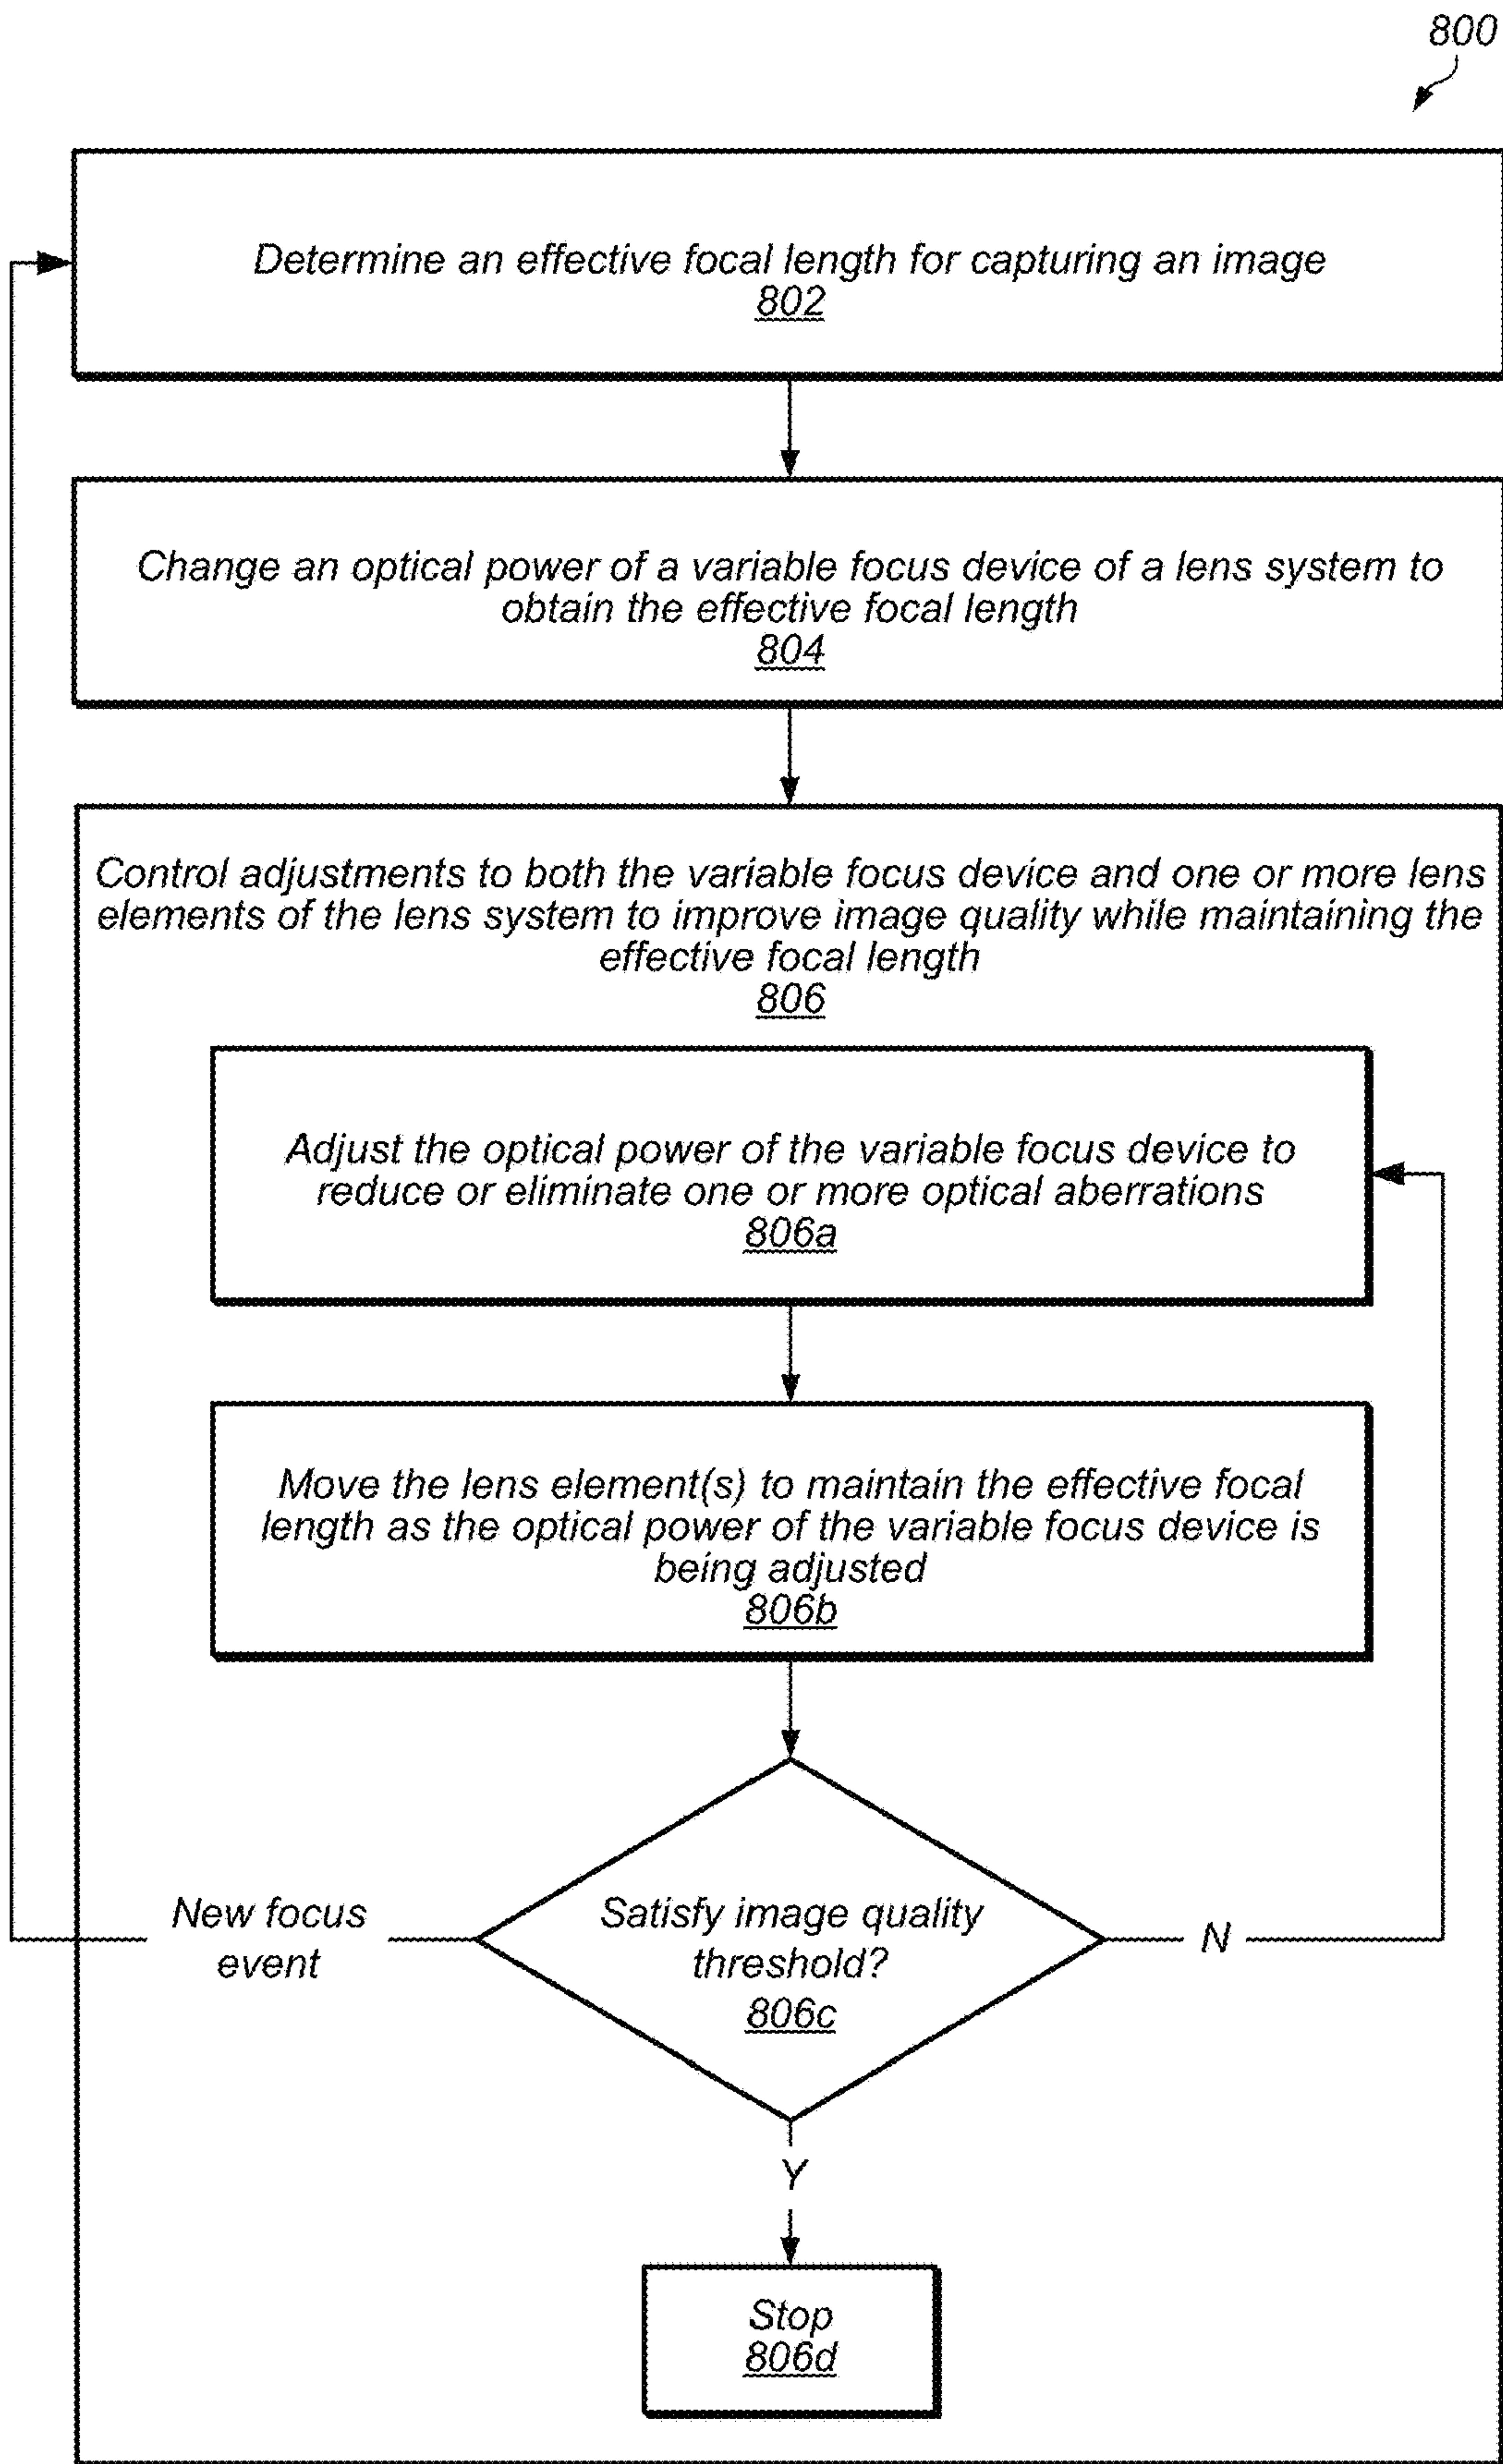 800
Determine an effective focal length for capturing an image
802
Change an optical power of a variable focus device of a lens system to
obtain the effective focal length
804
Control adjustments to both the variable focus device and one or more lens
elements of the lens system to improve image quality while maintaining the
effective focal length
806
Adjust the optical power of the variable focus device to
reduce or eliminate one or more optical aberrations
806a
Move the lens element(s) to maintain the effective focal
length as the optical power of the variable focus device is
being adjusted
806b
New focus
event
Satisfy image quality
threshold?
806c
N
Y
Stop
806d